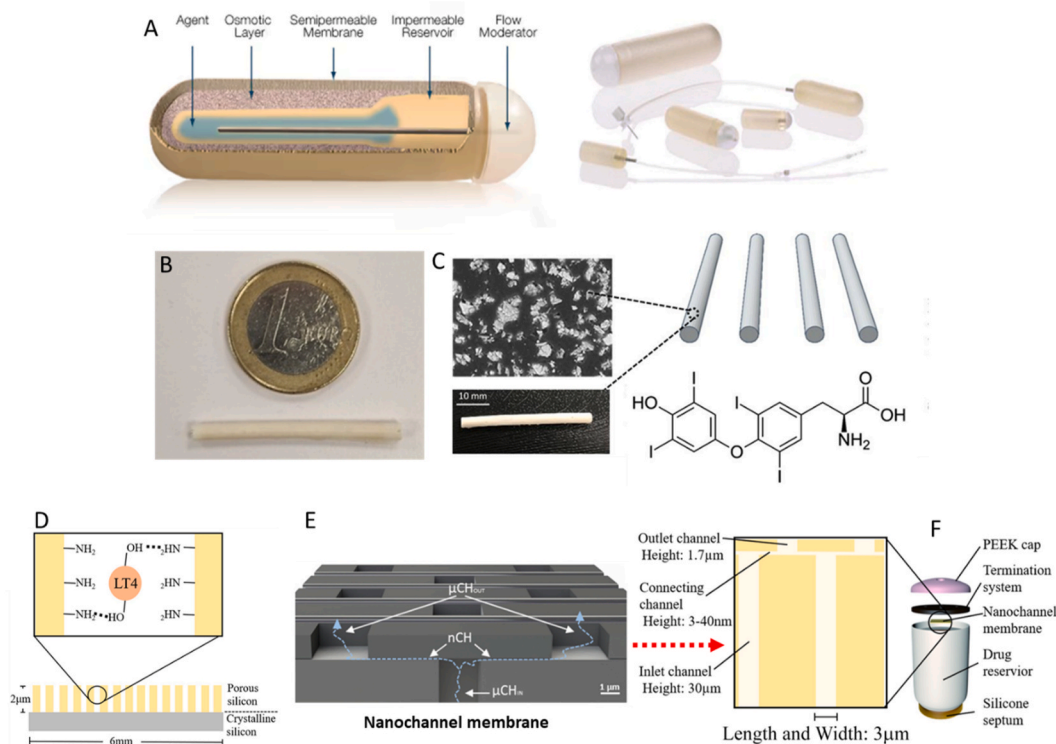 A
Agent
Osmotic
Layer
Semipermeable
Membrane
Impermeable
Reservoir
Flow
Moderator
B
C
10 mm
HO
I
I
I
I
O
O
OH
NH2
D
NH2
OH
2HN
NH2
LT4
2HN
NH2
HO
2HN
2μm
Porous
silicon
Crystalline
silicon
6mm
E
μCHOUT
nCH
μCHIN
1 μm
Nanochannel membrane
Outlet channel
Height: 1.7μm
Connecting
channel
Height: 3-40nm
Inlet channel
Height: 30μm
Length and Width: 3μm
F
PEEK cap
Termination
system
Nanochannel
membrane
Drug
reservior
Silicone
septum